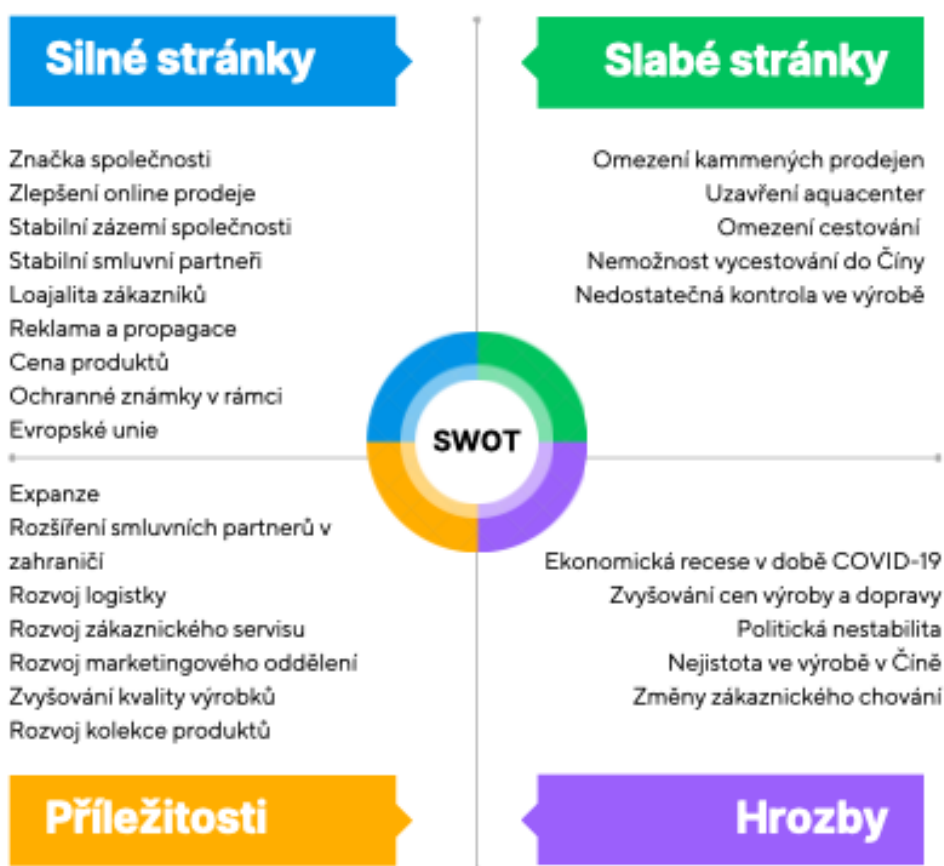 Silné stránky
Značka společnosti
Zlepšení online prodeje
Stabilní zázemí společnosti
Stabilní smluvní partneři
Loajalita zákazníků
Reklama a propagace
Cena produktů
Ochranné známky v rámci
Evropské unie
Slabé stránky
Omezení kammených prodejen
Uzavření aquacenter
Omezení cestování
Nemožnost vycestování do Číny
Nedostatečná kontrola ve výrobě
SWOT
Expanze
Rozšíření smluvních partnerů v
zahraničí
Rozvoj logistky
Rozvoj zákaznického servisu
Rozvoj marketingového oddělení
Zvyšování kvality výrobků
Rozvoj kolekce produktů
Příležitosti
Ekonomická recese v době COVID-19
Zvyšování cen výroby a dopravy
Politická nestabilita
Nejistota ve výrobě v Číně
Změny zákaznického chování
Hrozby